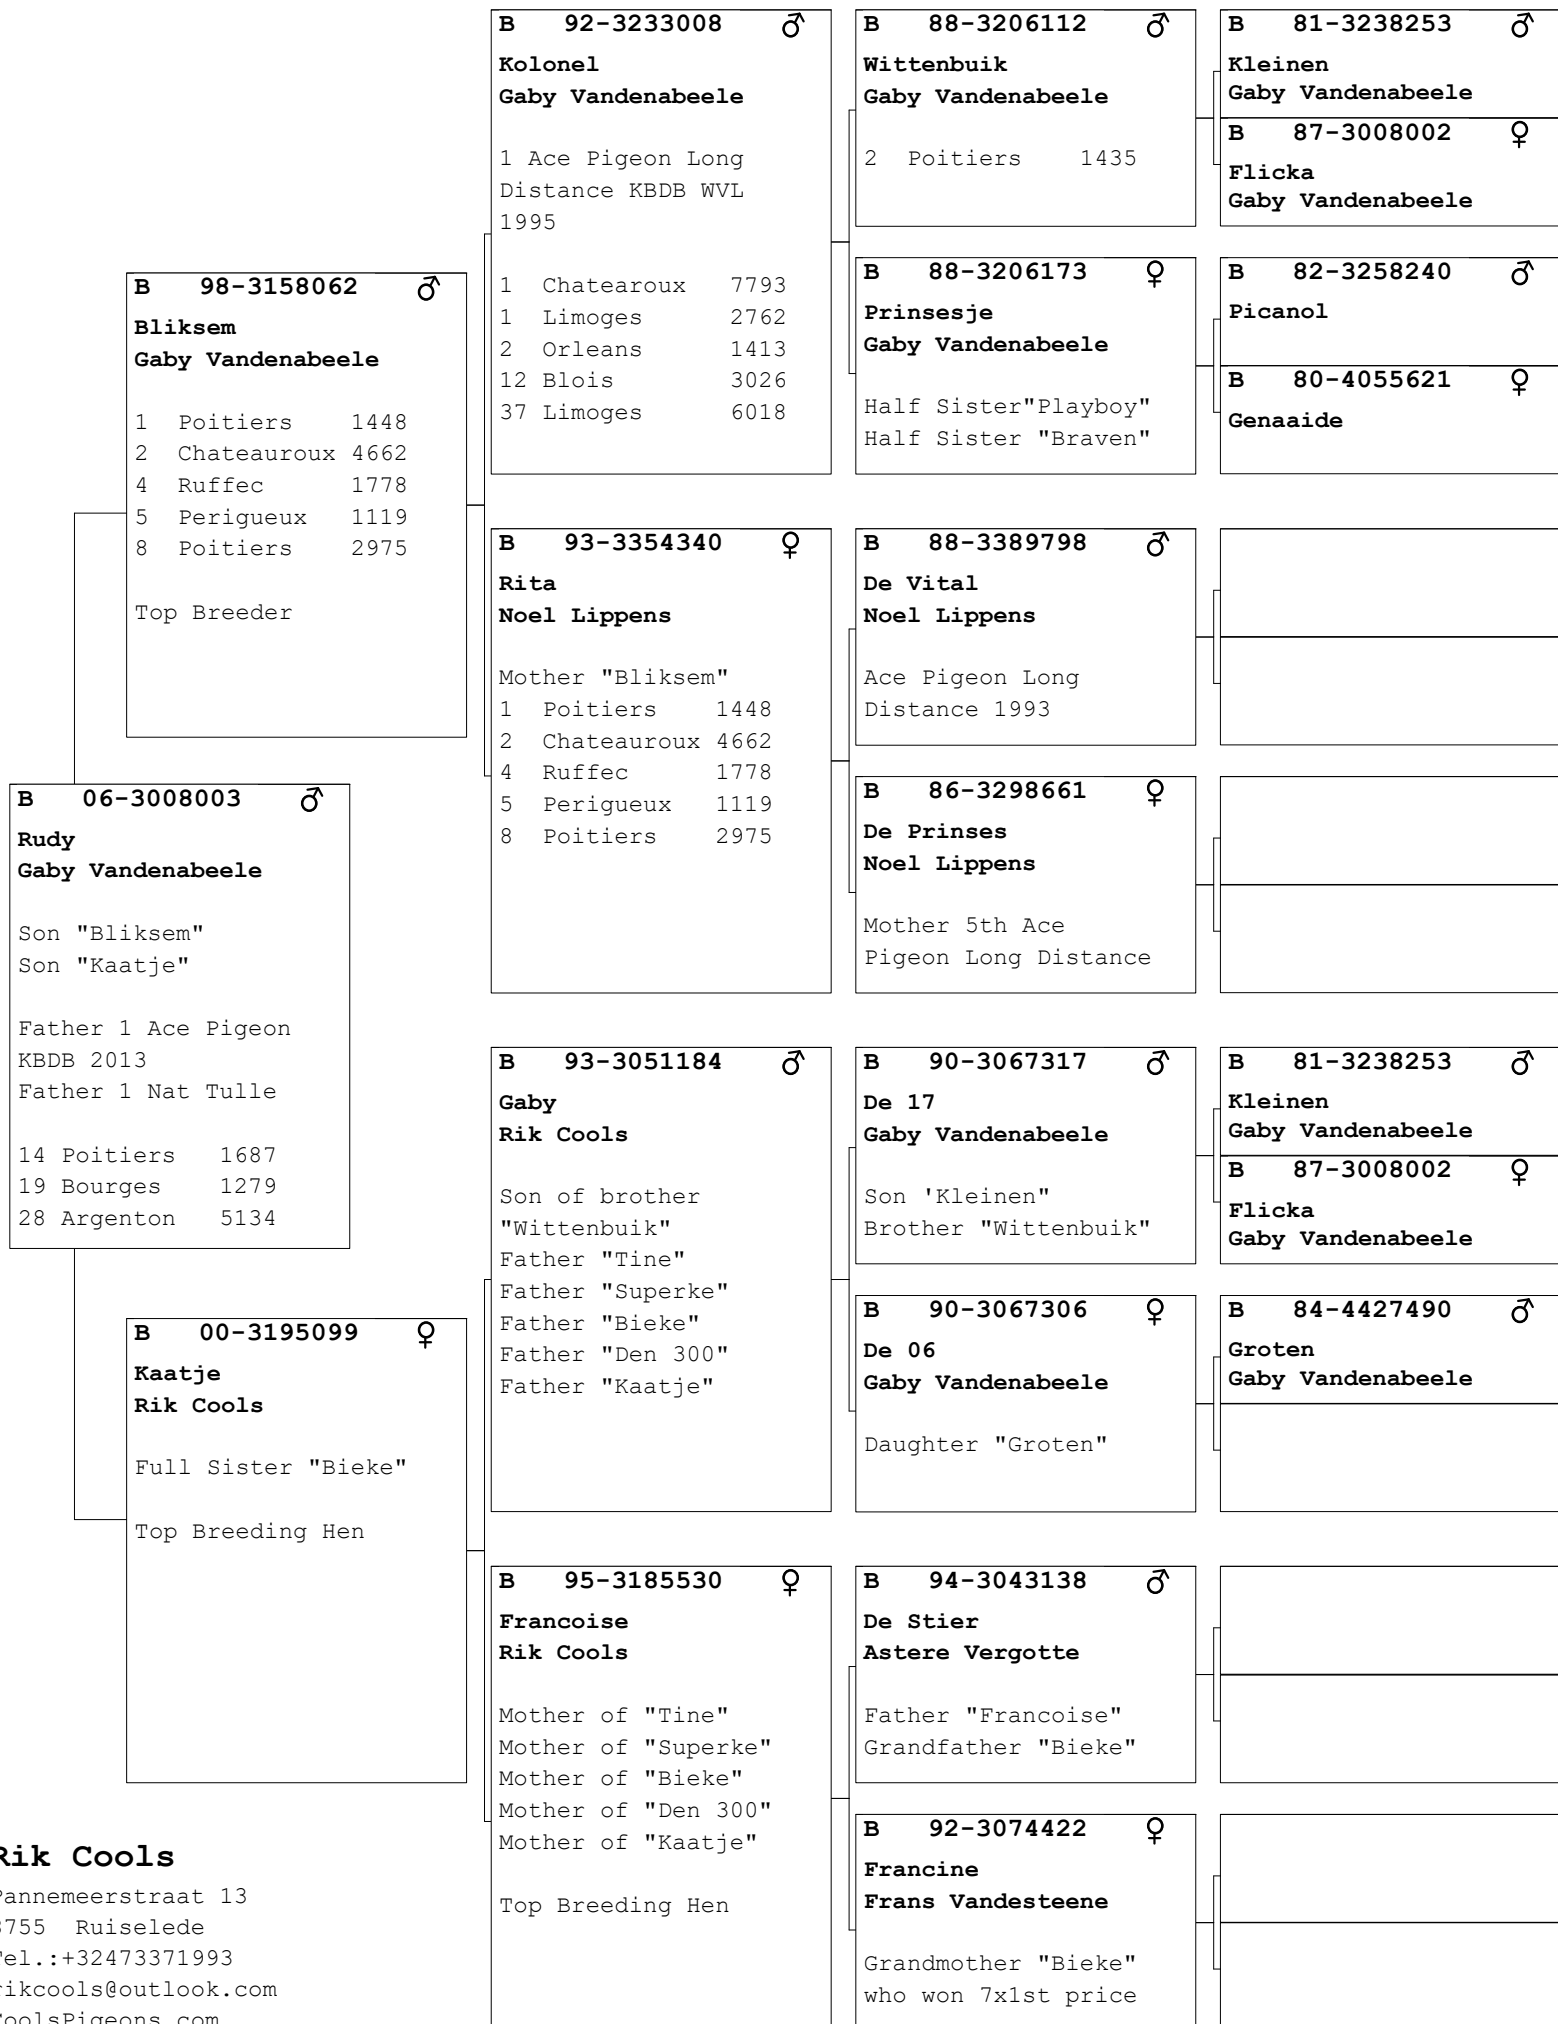 B 92-3233008 ♂
Kolonel
Gaby Vandenabeele
1 Ace Pigeon Long
Distance KBDB WVL
1995
1 Chatearoux 7793
1 Limoges 2762
2 Orleans 1413
12 Blois 3026
37 Limoges 6018
B 88-3206112 ♂
Wittenbuik
Gaby Vandenabeele
2 Poitiers 1435
B 81-3238253 ♂
Kleinen
Gaby Vandenabeele
B 87-3008002 ♀
Flicka
Gaby Vandenabeele
B 88-3206173 ♀
Prinsesje
Gaby Vandenabeele
Half Sister"Playboy"
Half Sister "Braven"
B 82-3258240 ♂
Picanol
B 80-4055621 ♀
Genaaide
B 98-3158062 ♂
Bliksem
Gaby Vandenabeele
1 Poitiers 1448
2 Chateauroux 4662
4 Ruffec 1778
5 Perigueux 1119
8 Poitiers 2975
Top Breeder
B 93-3354340 ♀
Rita
Noel Lippens
Mother "Bliksem"
1 Poitiers 1448
2 Chateauroux 4662
4 Ruffec 1778
5 Perigueux 1119
8 Poitiers 2975
B 88-3389798 ♂
De Vital
Noel Lippens
Ace Pigeon Long
Distance 1993
B 86-3298661 ♀
De Prinses
Noel Lippens
Mother 5th Ace
Pigeon Long Distance
B 06-3008003 ♂
Rudy
Gaby Vandenabeele
Son "Bliksem"
Son "Kaatje"
Father 1 Ace Pigeon
KBDB 2013
Father 1 Nat Tulle
14 Poitiers 1687
19 Bourges 1279
28 Argenton 5134
B 93-3051184 ♂
Gaby
Rik Cools
Son of brother
"Wittenbuik"
Father "Tine"
Father "Superke"
Father "Bieke"
Father "Den 300"
Father "Kaatje"
B 90-3067317 ♂
De 17
Gaby Vandenabeele
Son 'Kleinen"
Brother "Wittenbuik"
B 81-3238253 ♂
Kleinen
Gaby Vandenabeele
B 87-3008002 ♀
Flicka
Gaby Vandenabeele
B 90-3067306 ♀
De 06
Gaby Vandenabeele
Daughter "Groten"
B 84-4427490 ♂
Groten
Gaby Vandenabeele
B 00-3195099 ♀
Kaatje
Rik Cools
Full Sister "Bieke"
Top Breeding Hen
B 95-3185530 ♀
Francoise
Rik Cools
Mother of "Tine"
Mother of "Superke"
Mother of "Bieke"
Mother of "Den 300"
Mother of "Kaatje"
Top Breeding Hen
B 94-3043138 ♂
De Stier
Astere Vergotte
Father "Francoise"
Grandfather "Bieke"
B 92-3074422 ♀
Francine
Frans Vandesteene
Grandmother "Bieke"
who won 7x1st price
Rik Cools
Pannemeerstraat 13
8755 Ruiselede
Tel.:+32473371993
rikcools@outlook.com
CoolsPigeons.com